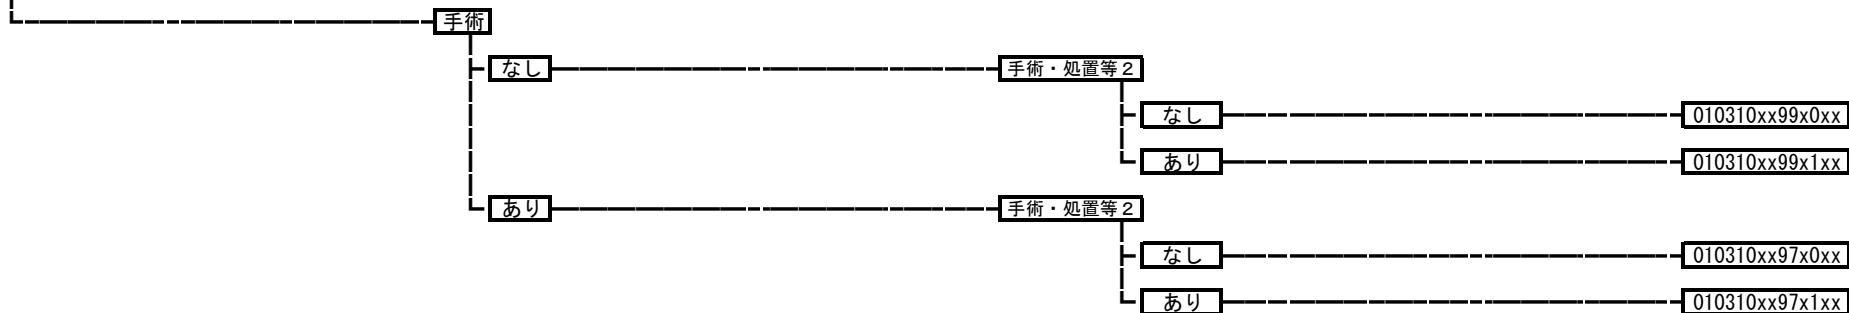 手術
なし
手術・処置等２
なし
010310xx99x0xx
あり
010310xx99x1xx
あり
手術・処置等２
なし
010310xx97x0xx
あり
010310xx97x1xx